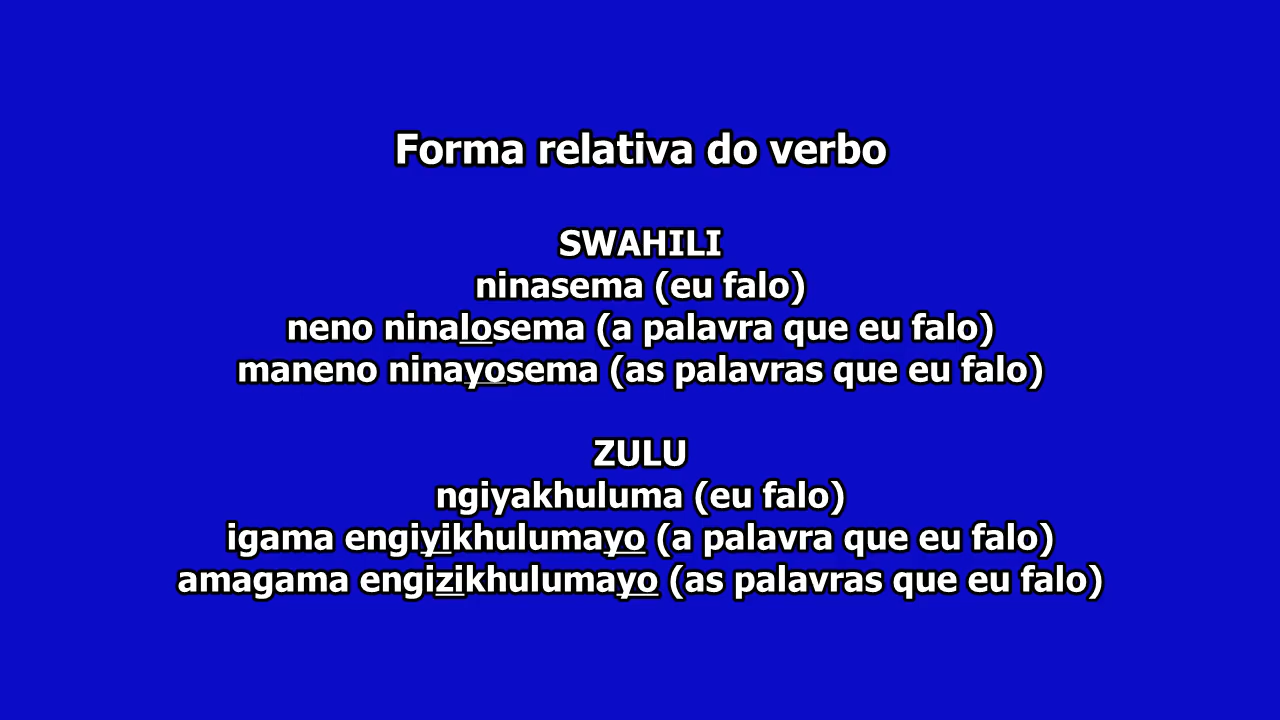 Forma relativa do verbo
SWAHILI
ninasema (eu falo)
neno ninalosema (a palavra que eu falo)
maneno ninayosema (as palavras que eu falo)
ZULU
ngiyakhuluma (eu falo)
igama engiyikhulumayo (a palavra que eu falo)
amagama engizikhulumayo (as palavras que eu falo)